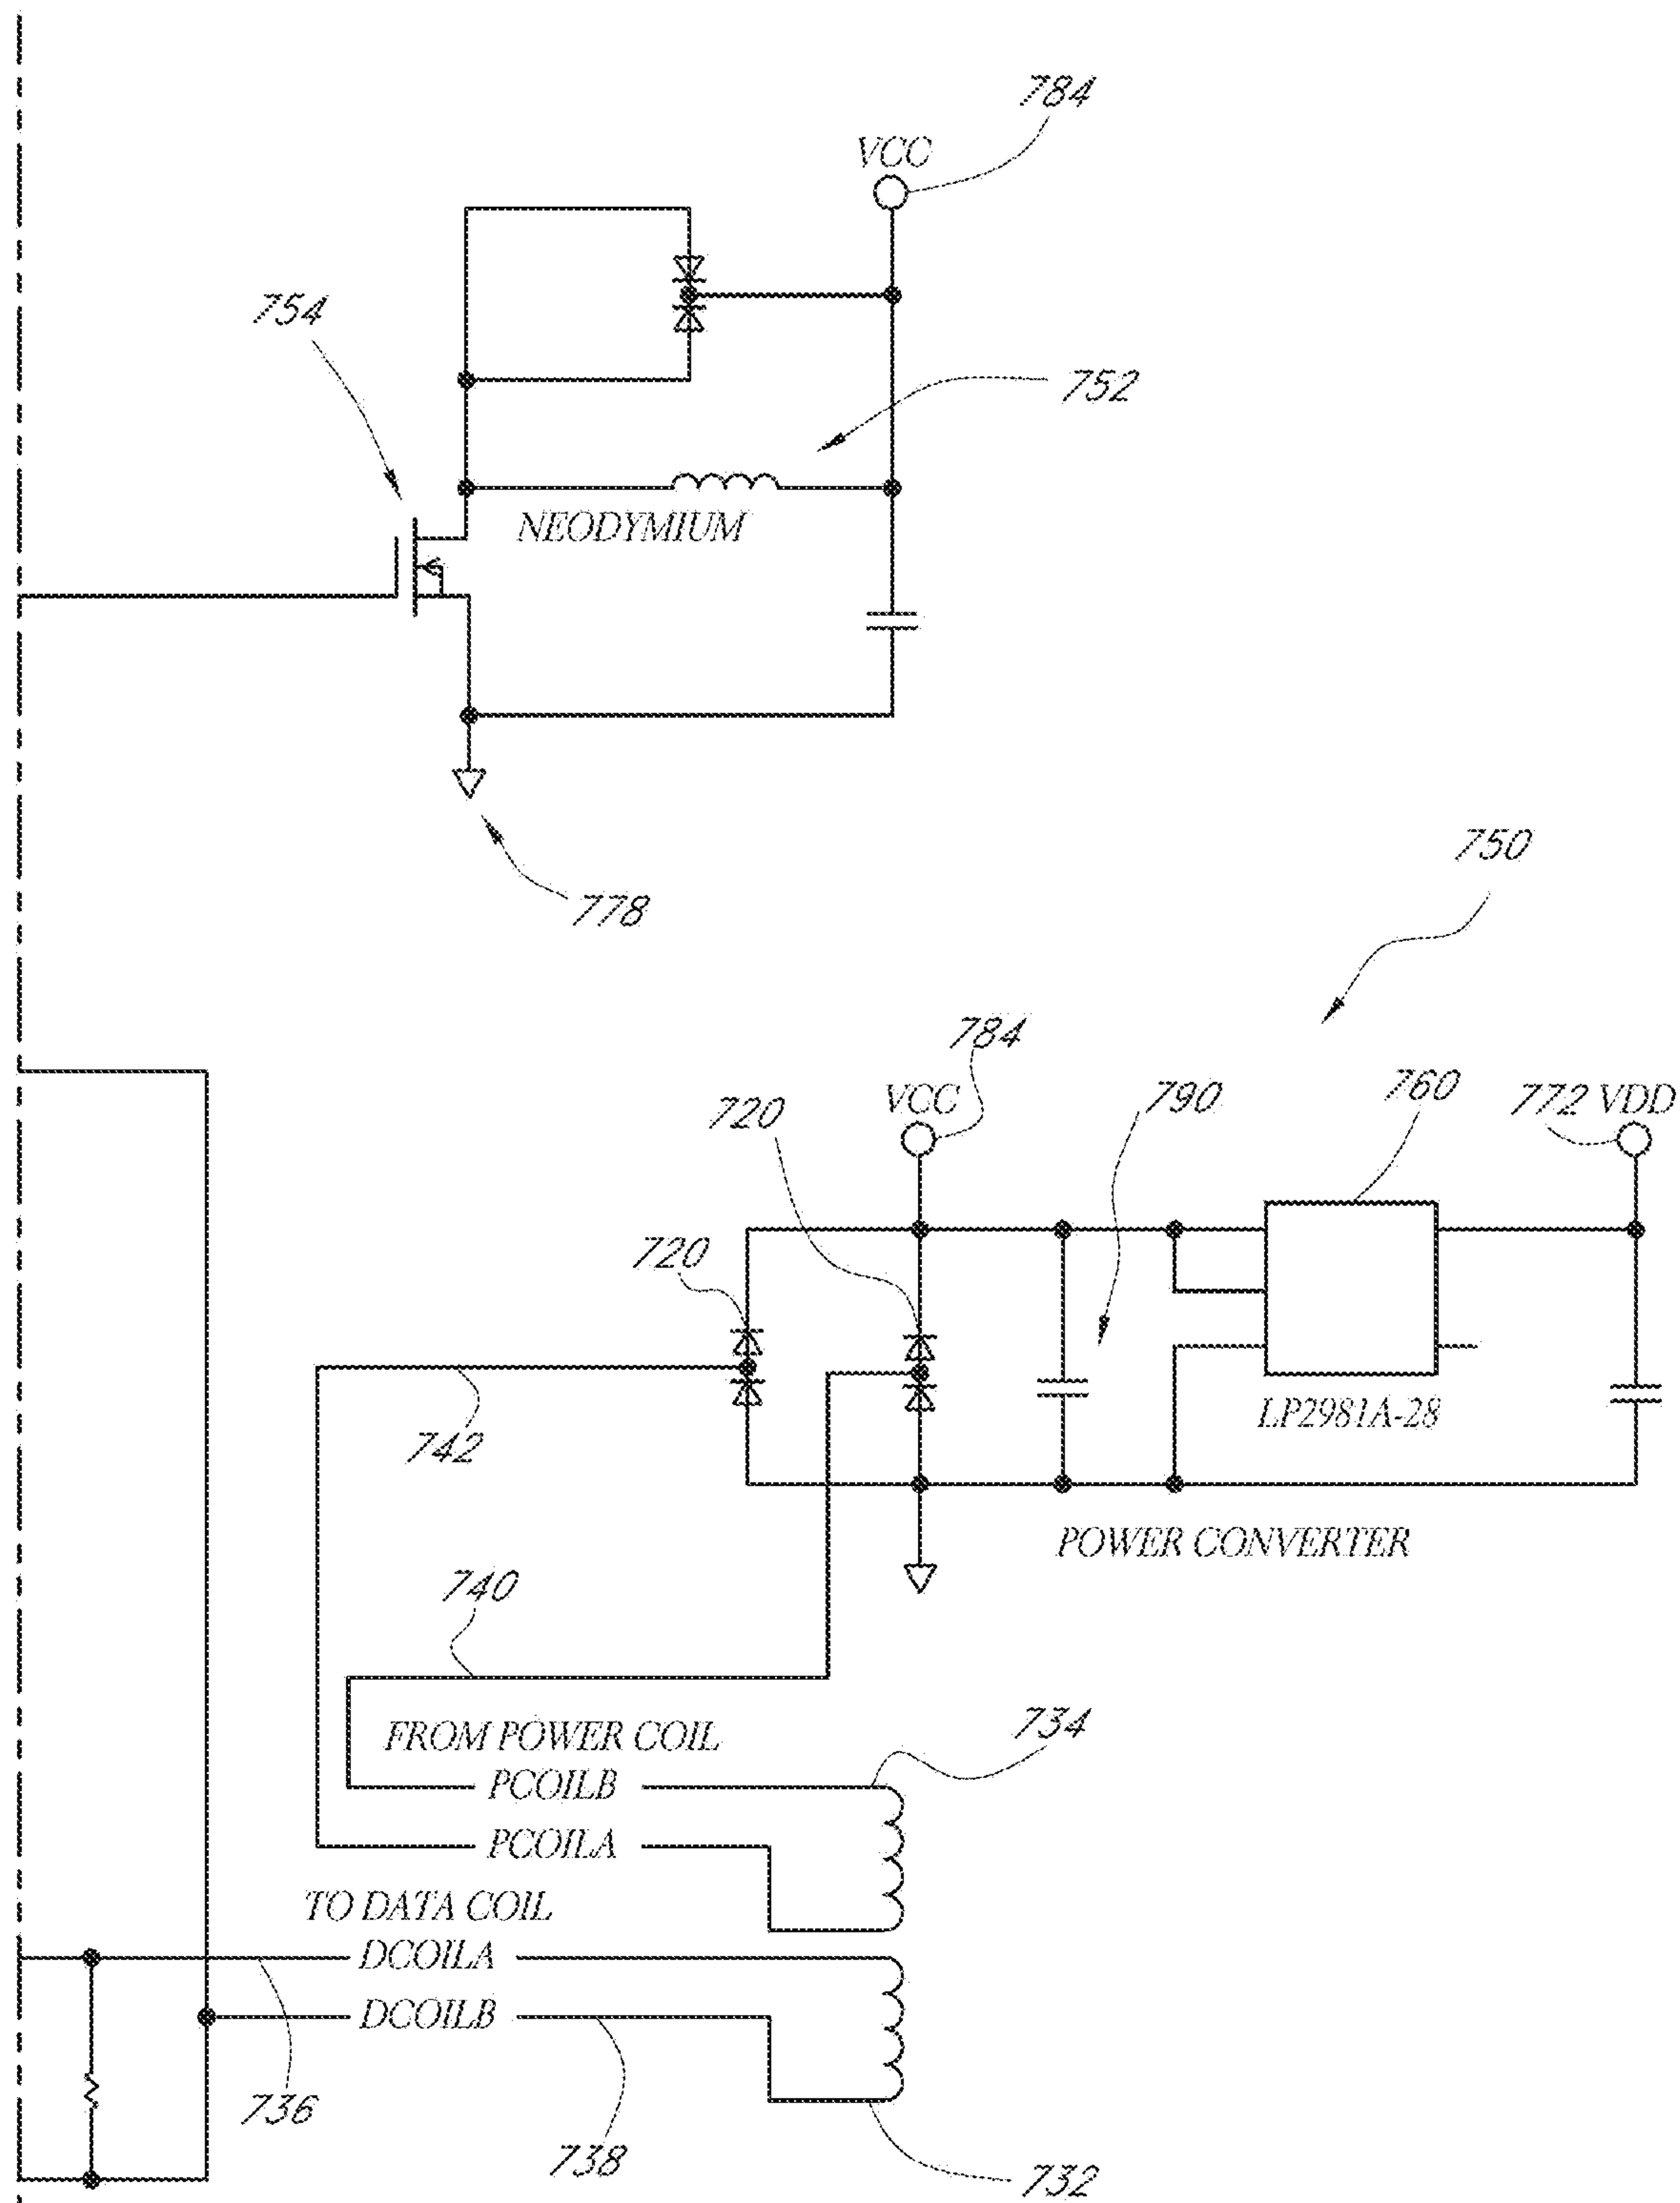 784
VCC
754
752
NEODYMIUM
778
750
784
VCC
720
790
760
772 VDD
720
742
LP2981A-28
POWER CONVERTER
740
FROM POWER COIL
734
PCOILB
PCOILA
TO DATA COIL
DCOILA
DCOILB
736
738
732